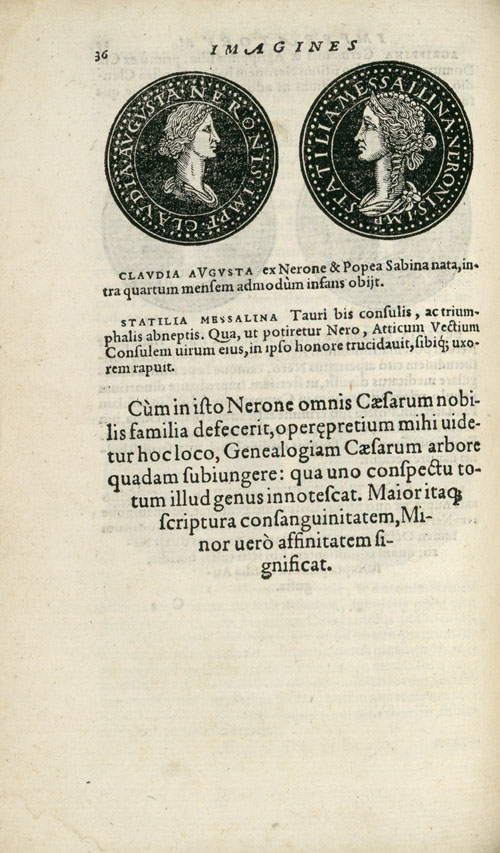 36
IMAGINES
CLAVDIA AVGVSTA NERONIS IMP F
STATILIA MESSALLINA NERONIS IMP
CLAVDIA AVGVSTA ex Nerone & Popea Sabina nata, in-
tra quartum mensem admodùm infans obijt.
STATILIA MESSALINA Tauri bis consulis, ac trium-
phalis abneptis. Qua, ut potiretur Nero, Atticum Vectium
Consulem uirum eius, in ipso honore trucidauit, sibiq; uxo-
rem rapuit.
Cùm in isto Nerone omnis Cæsarum nobi-
lis familia defecerit, operępretium mihi uide-
tur hoc loco, Genealogiam Cæsarum arbore
quadam subiungere: qua uno conspectu to-
tum illud genus innotescat. Maior itaq;
scriptura consanguinitatem, Mi-
nor uerò affinitatem si-
gnificat.